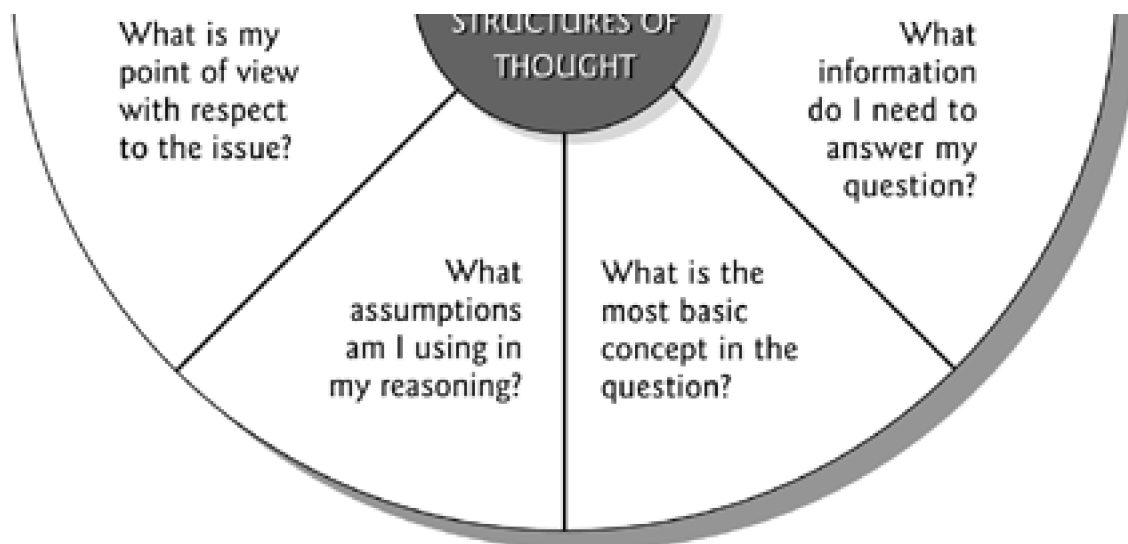 What is my
point of view
with respect
to the issue?
STRUCTURES OF
THOUGHT
What
information
do I need to
answer my
question?
What
assumptions
am I using in
my reasoning?
What is the
most basic
concept in the
question?